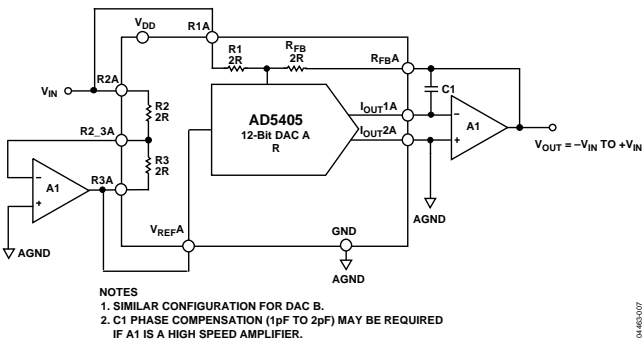 VDD
R1A
R1
2R
RFB
2R
RFBA
R2A
VIN
R2
2R
R2_3A
R3
2R
R3A
A1
AGND
VREFA
AD5405
12-Bit DAC A
R
IOUT1A
IOUT2A
C1
A1
VOUT = –VIN TO +VIN
AGND
GND
AGND
NOTES
1. SIMILAR CONFIGURATION FOR DAC B.
2. C1 PHASE COMPENSATION (1pF TO 2pF) MAY BE REQUIRED
IF A1 IS A HIGH SPEED AMPLIFIER.
04463-007